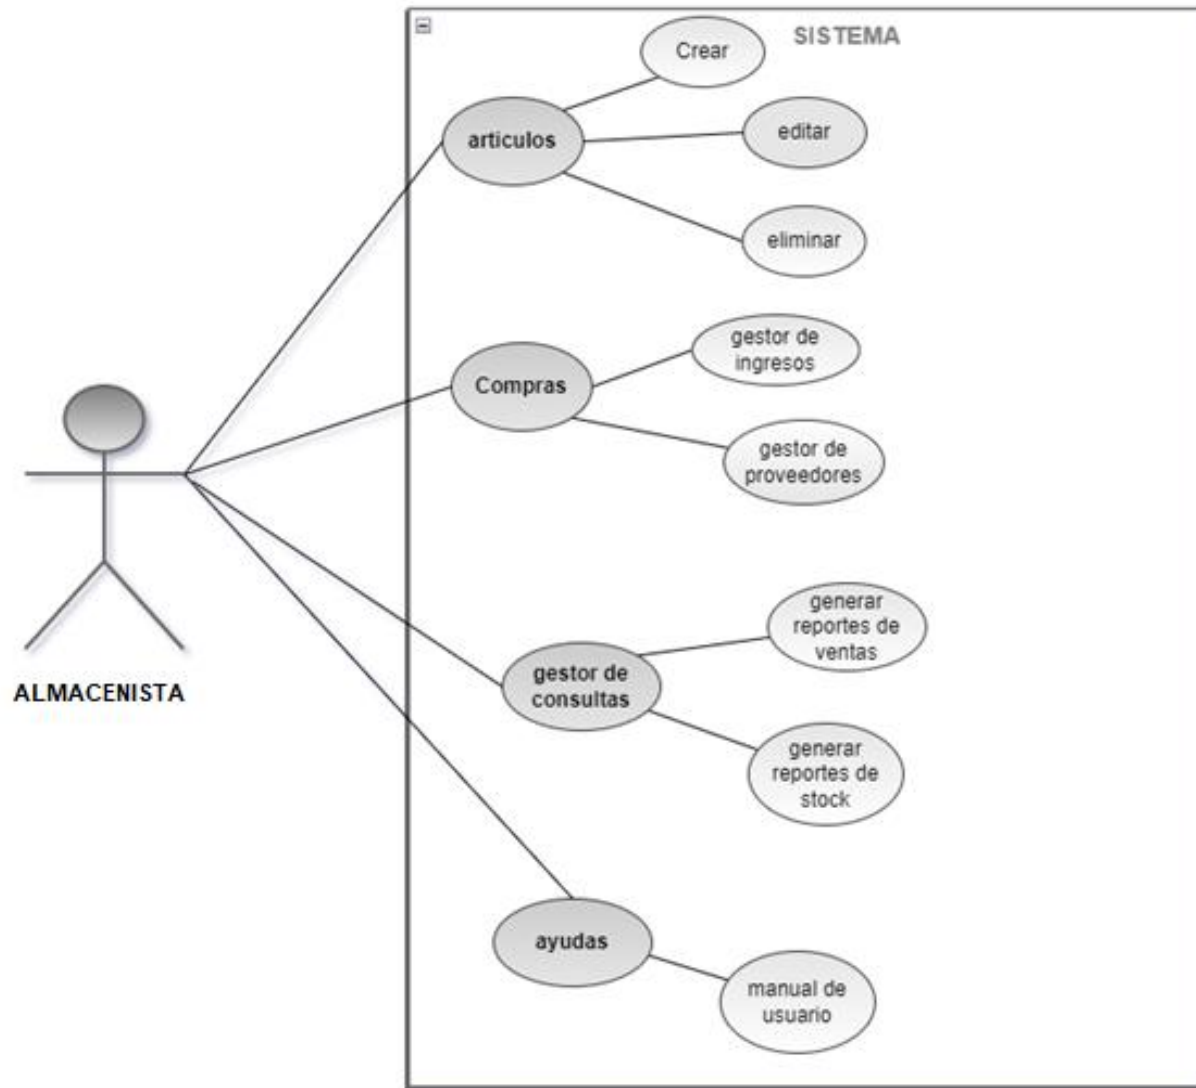 SISTEMA
Crear
articulos
editar
eliminar
gestor de
ingresos
Compras
gestor de
proveedores
ALMACENISTA
generar
reportes de
ventas
gestor de
consultas
generar
reportes de
stock
ayudas
manual de
usuario